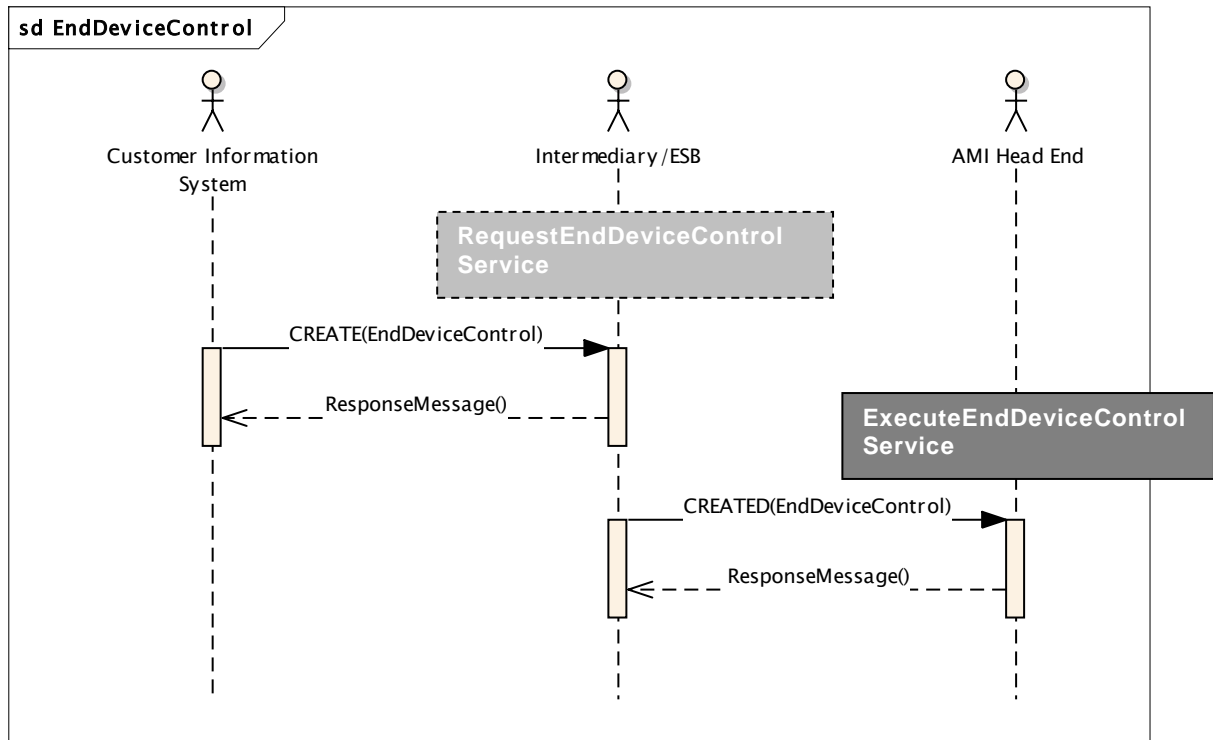 sd EndDeviceControl
Customer Information
System
Intermediary/ESB
AMI Head End
RequestEndDeviceControl
Service
CREATE(EndDeviceControl)
ResponseMessage()
ExecuteEndDeviceControl
Service
CREATED(EndDeviceControl)
ResponseMessage()